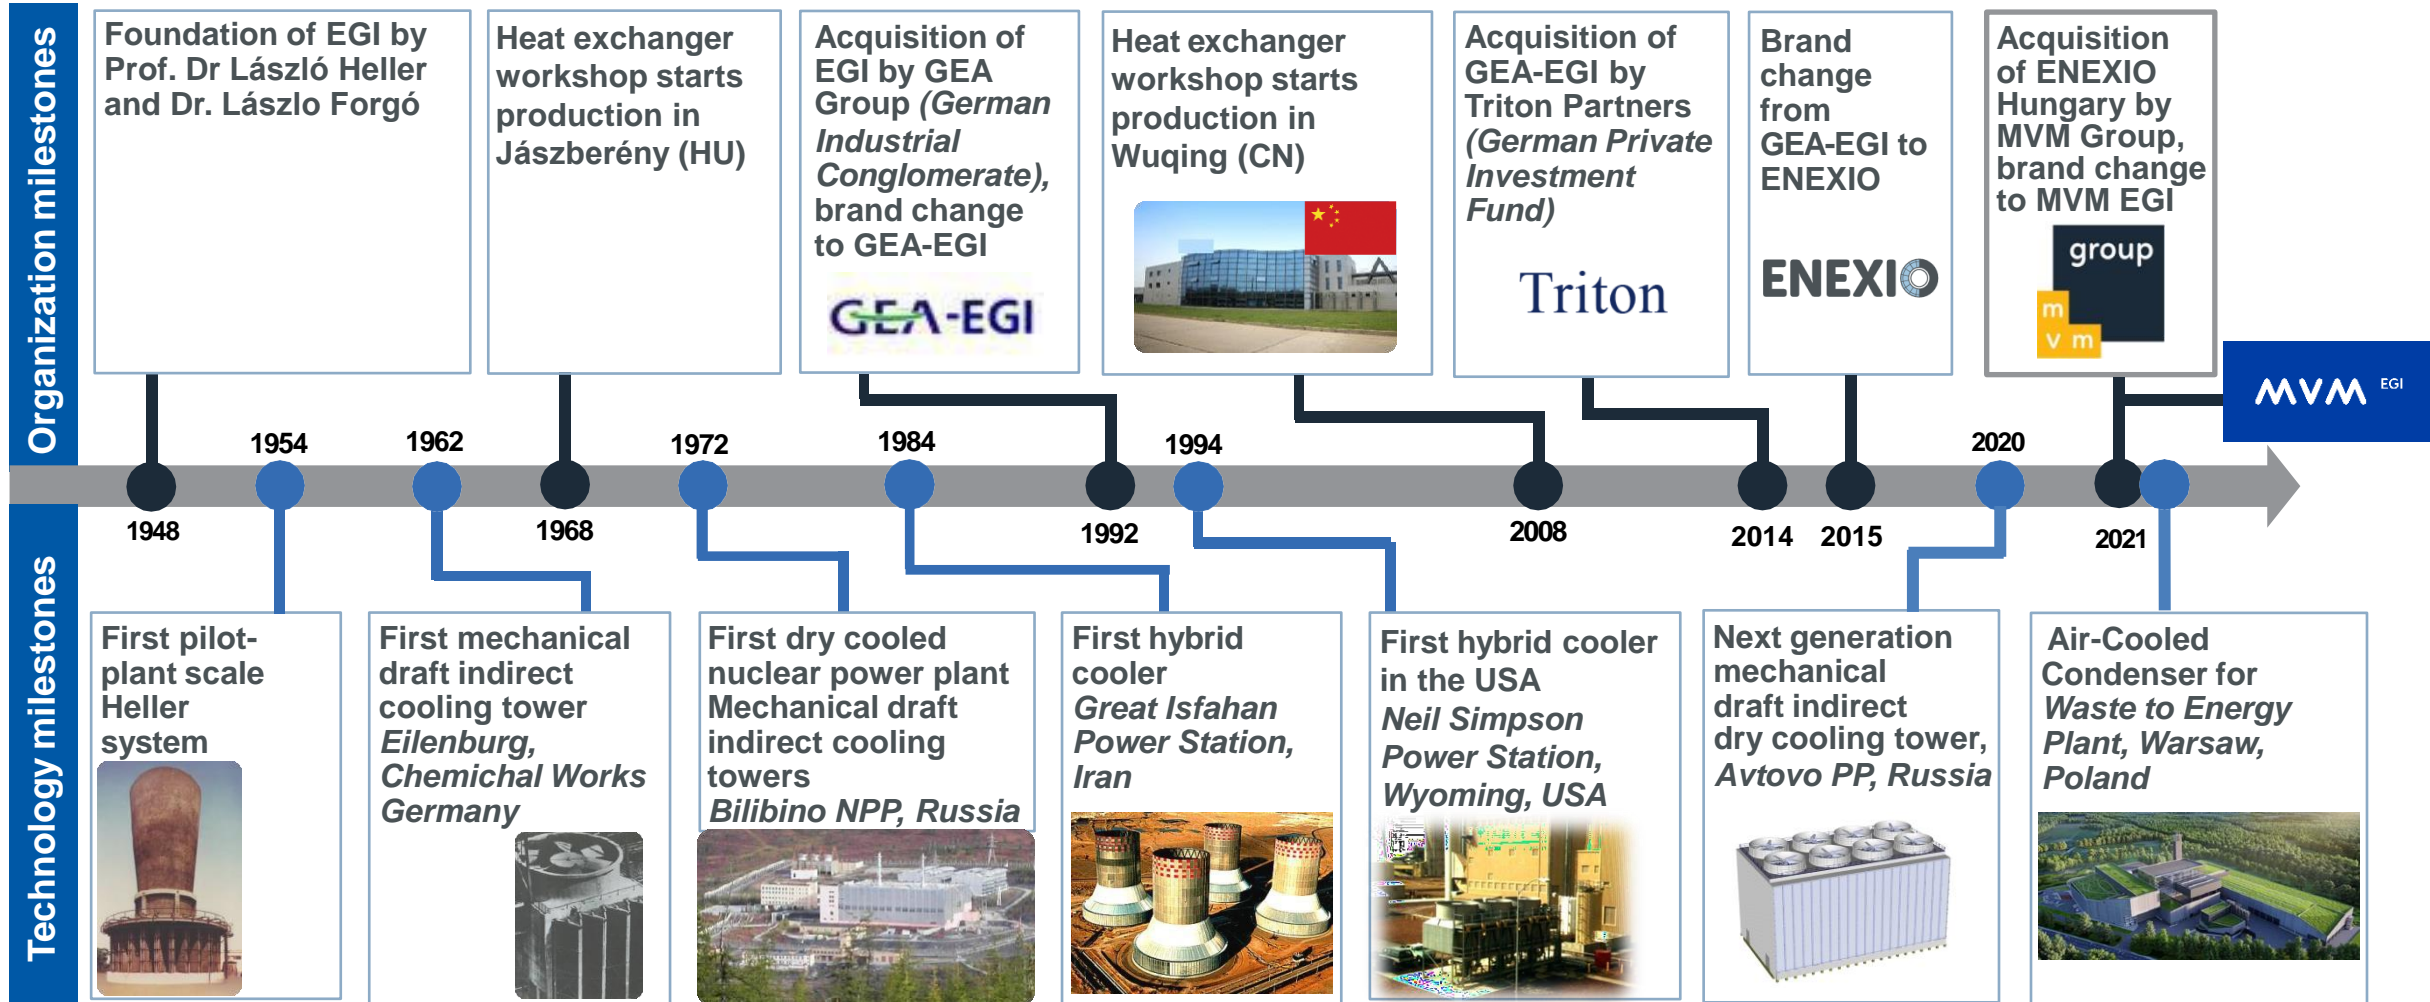 Organization milestones
Foundation of EGI by
Prof. Dr László Heller
and Dr. Lászlo Forgó
Heat exchanger
workshop starts
production in
Jászberény (HU)
Acquisition of
EGI by GEA
Group (German
Industrial
Conglomerate),
brand change
to GEA-EGI
GEA-EGI
Heat exchanger
workshop starts
production in
Wuqing (CN)
Acquisition of
GEA-EGI by
Triton Partners
(German Private
Investment
Fund)
Triton
Brand
change
from
GEA-EGI to
ENEXIO
ENEXIO
Acquisition
of ENEXIO
Hungary by
MVM Group,
brand change
to MVM EGI
group
m
v m
MVM EGI
1954
1962
1972
1984
1994
2020
1948
1968
1992
2008
2014
2015
2021
Technology milestones
First pilot-
plant scale
Heller
system
First mechanical
draft indirect
cooling tower
Eilenburg,
Chemichal Works
Germany
First dry cooled
nuclear power plant
Mechanical draft
indirect cooling
towers
Bilibino NPP, Russia
First hybrid
cooler
Great Isfahan
Power Station,
Iran
First hybrid cooler
in the USA
Neil Simpson
Power Station,
Wyoming, USA
Next generation
mechanical
draft indirect
dry cooling tower,
Avtovo PP, Russia
Air-Cooled
Condenser for
Waste to Energy
Plant, Warsaw,
Poland